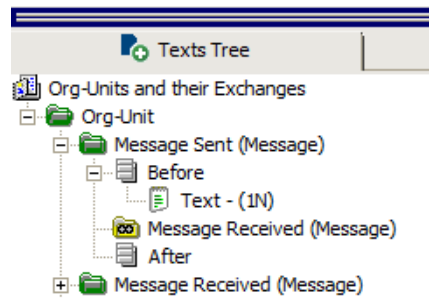 Texts Tree
Org-Units and their Exchanges
Org-Unit
Message Sent (Message)
Before
Text - (1N)
Message Received (Message)
After
Message Received (Message)